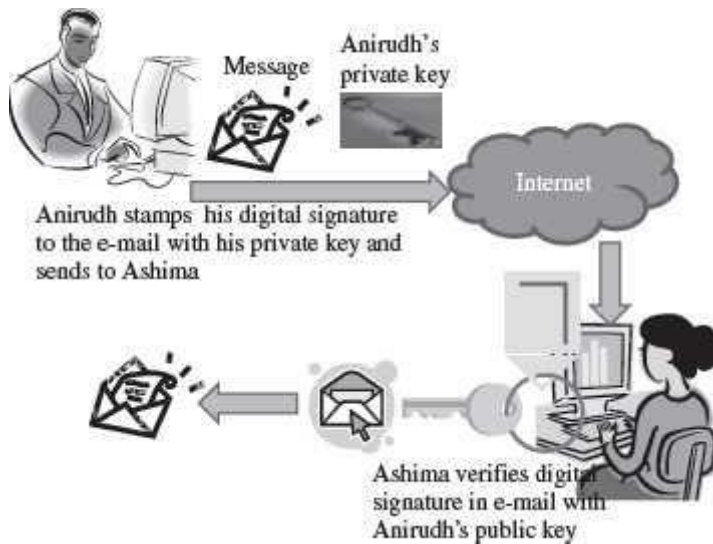 Anirudh's
private key
Message
Internet
Anirudh stamps his digital signature
to the e-mail with his private key and
sends to Ashima
Ashima verifies digital
signature in e-mail with
Anirudh's public key